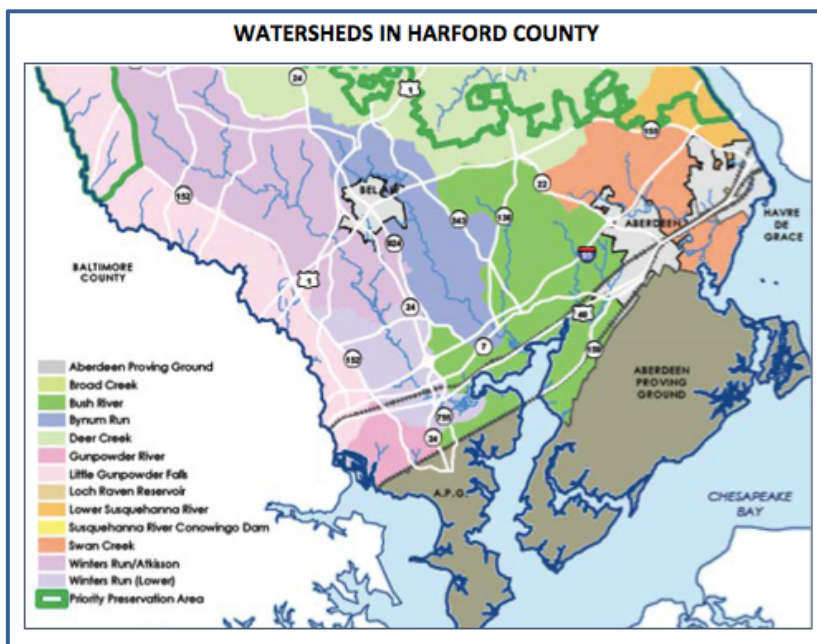 WATERSHEDS IN HARFORD COUNTY
24
1
155
152
BEL AIR
22
543
136
ABERDEEN
HAVRE
DE
GRACE
924
BALTIMORE
COUNTY
1
24
40
152
7
159
ABERDEEN
PROVING
GROUND
755
24
A.P.G.
CHESAPEAKE
BAY
Aberdeen Proving Ground
Broad Creek
Bush River
Bynum Run
Deer Creek
Gunpowder River
Little Gunpowder Falls
Loch Raven Reservoir
Lower Susquehanna River
Susquehanna River Conowingo Dam
Swan Creek
Winters Run/Atkisson
Winters Run (Lower)
Priority Preservation Area